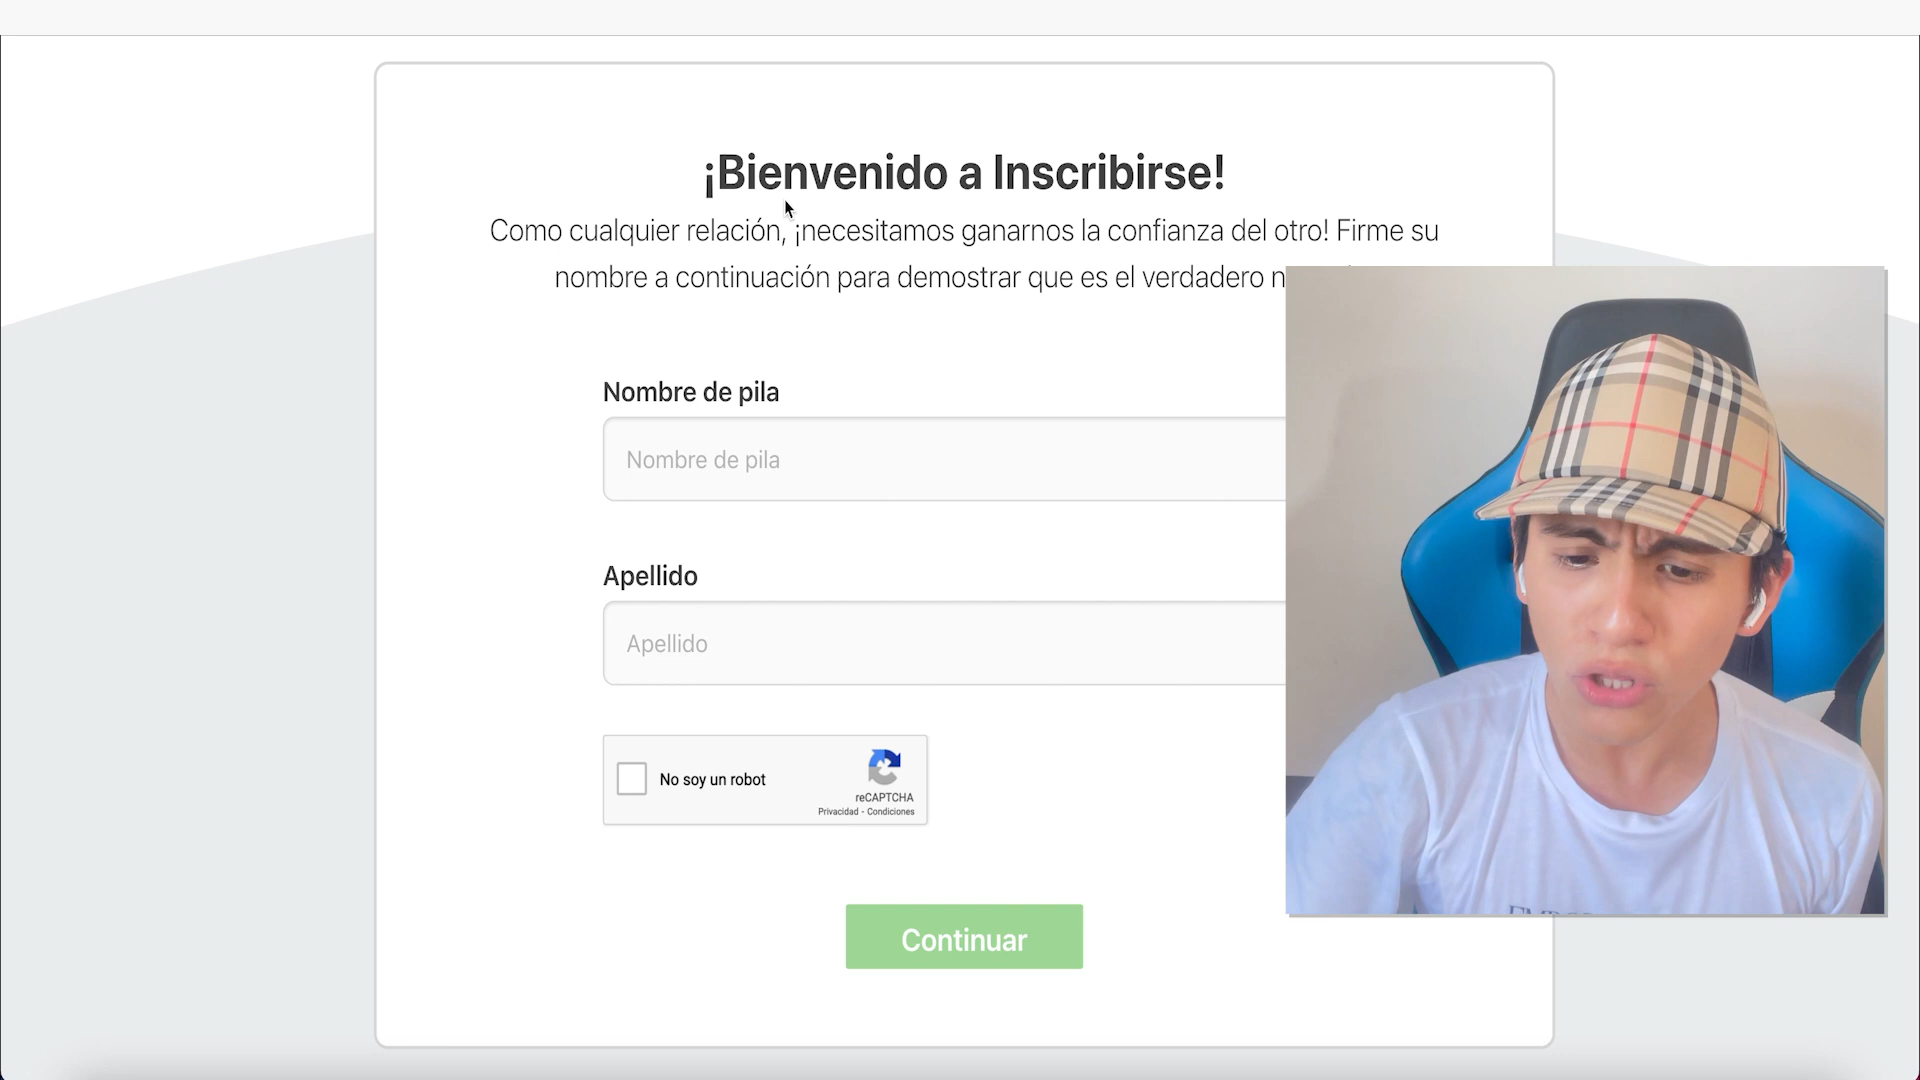 ¡Bienvenido a Inscribirse!
Como cualquier relación, ¡necesitamos ganarnos la confianza del otro! Firme su
nombre a continuación para demostrar que es el verdadero
Nombre de pila
Nombre de pila
Apellido
Apellido
No soy un robot
reCAPTCHA
Privacidad - Condiciones
Continuar